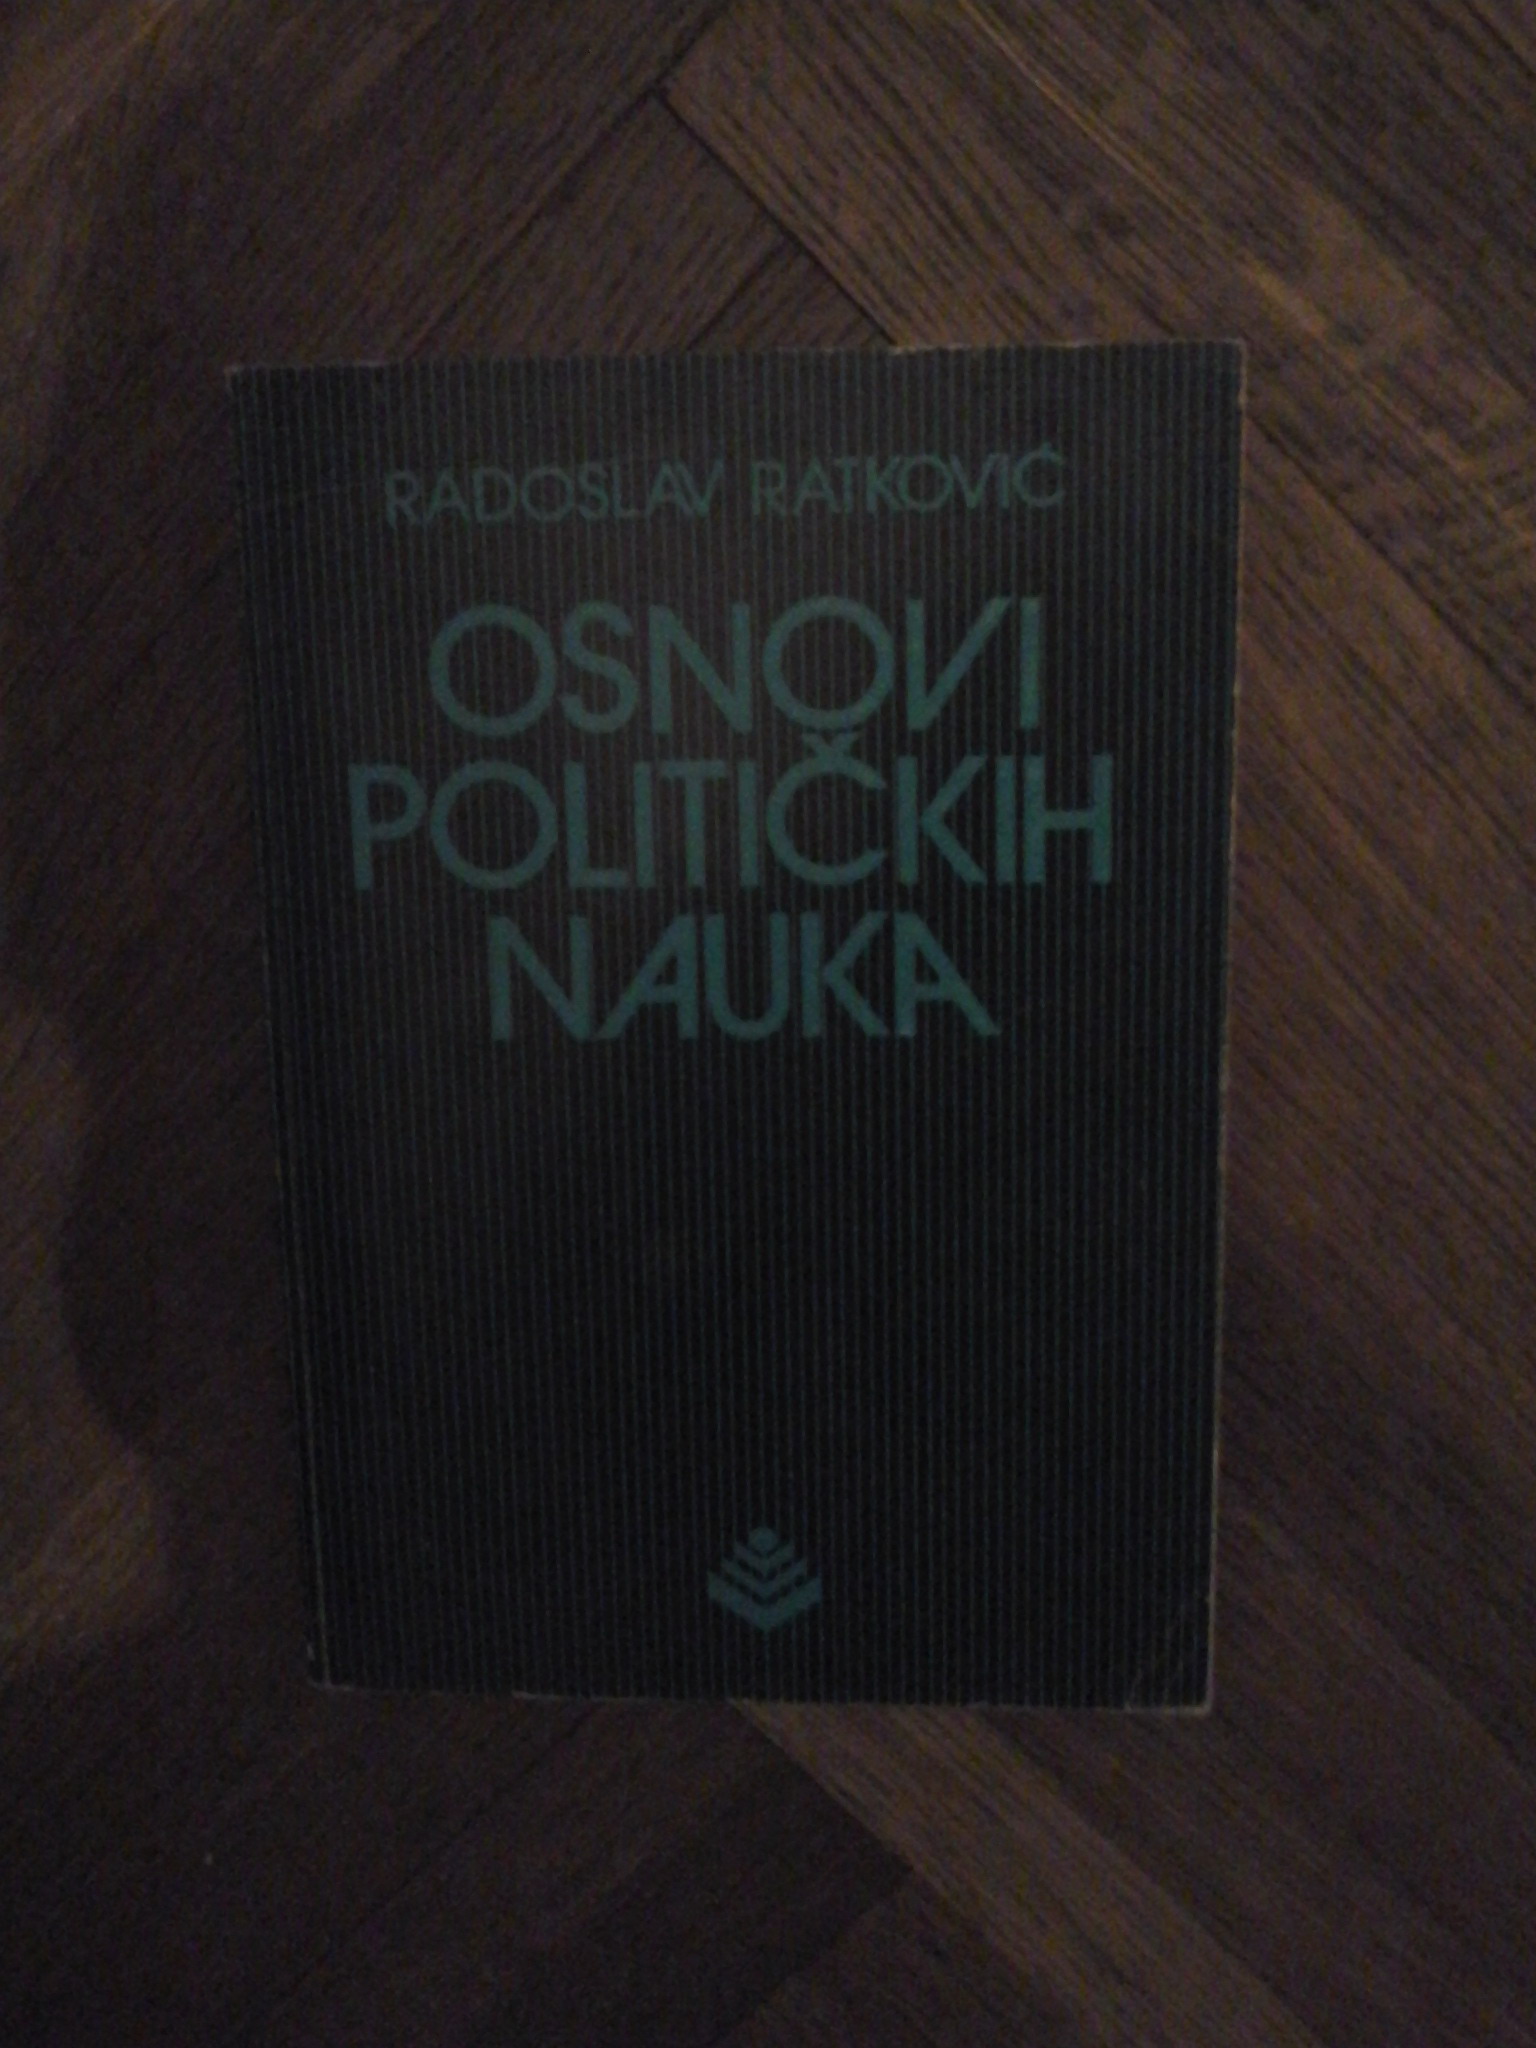 RADOSLAV RATKOVIĆ
OSNOVI
POLITIČKIH
NAUKA